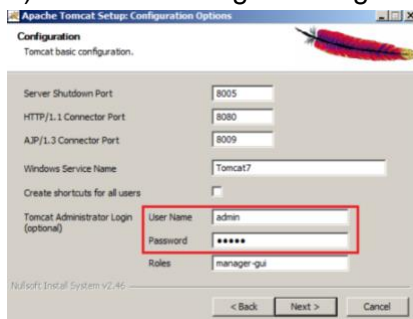 Apache Tomcat Setup: Configuration Options
Configuration
Tomcat basic configuration.
Server Shutdown Port 8005
HTTP/1.1 Connector Port 8080
AJP/1.3 Connector Port 8009
Windows Service Name Tomcat7
Create shortcuts for all users
Tomcat Administrator Login (optional) User Name admin
Password •••••
Roles manager-gui
Nullsoft Install System v2.46
< Back Next > Cancel